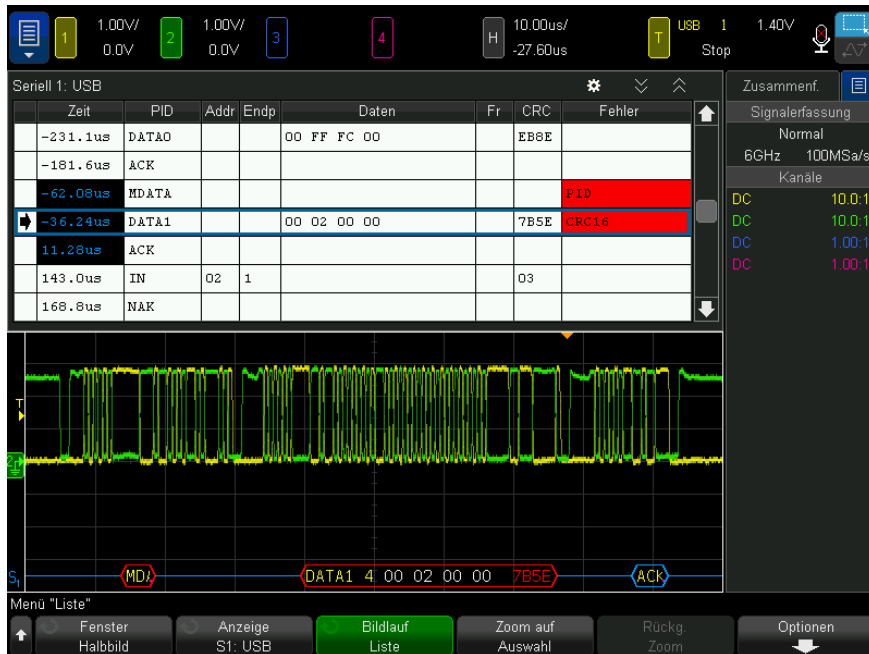 1 1.00V/ 2 1.00V/ 3 4 H 10.00us/ T USB 1 1.40V
0.0V 0.0V -27.60us Stop
Seriell 1: USB
Zeit PID Addr Endp Daten Fr CRC Fehler
-231.1us DATA0 00 FF FC 00 EB8E
-181.6us ACK
-62.08us MDATA PID
-36.24us DATA1 00 02 00 00 7B5E CRC16
11.28us ACK
143.0us IN 02 1 03
168.8us NAK
Zusammenf.
Signalerfassung
Normal
6GHz 100MSa/s
Kanäle
DC 10.0:1
DC 10.0:1
DC 1.00:1
DC 1.00:1
T
2
S1 MDA DATA1 4 00 02 00 00 7B5E ACK
Menü "Liste"
Fenster Anzeige Bildlauf Zoom auf Rückg. Optionen
Halbbild S1: USB Liste Auswahl Zoom